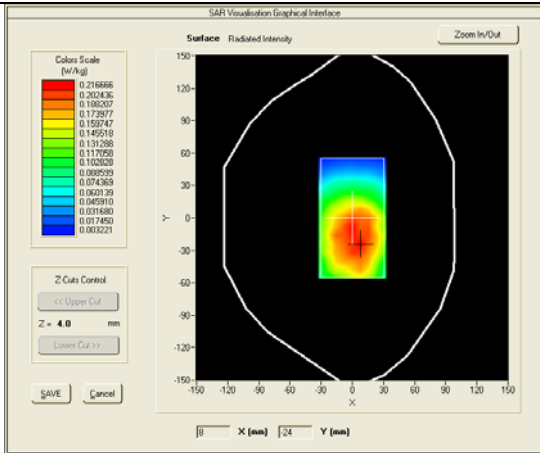 SAR Visualisation Graphical Interface
Surface Radiated Intensity
Zoom In/Out
Colors Scale
(W/kg)
0.216666
0.202436
0.188207
0.173977
0.159747
0.145518
0.131288
0.117058
0.102828
0.088599
0.074369
0.060139
0.045910
0.031680
0.017450
0.003221
150
120
90
60
30
0
-30
-60
-90
-120
-150
Y
-150 -120 -90 -60 -30 0 30 60 90 120 150
X
Z-Cuts Control
<< Upper Cut
Z = 4.0 mm
Lower Cut >>
SAVE Cancel
8 X (mm) -24 Y (mm)